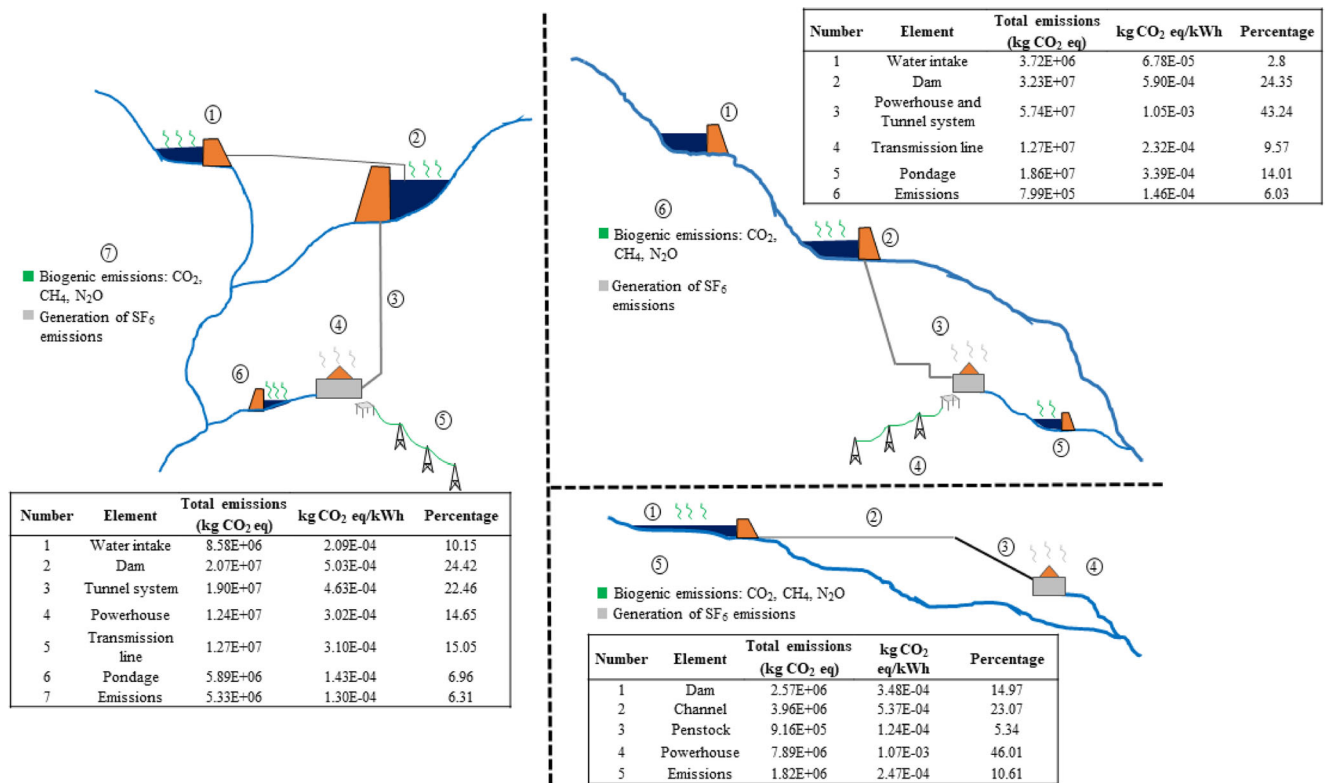 ①
②
⑦
Biogenic emissions: CO₂,
CH₄, N₂O
Generation of SF₆
emissions
③
④
⑥
⑤
Number Element Total emissions (kg CO₂ eq) kg CO₂ eq/kWh Percentage
1 Water intake 8.58E+06 2.09E-04 10.15
2 Dam 2.07E+07 5.03E-04 24.42
3 Tunnel system 1.90E+07 4.63E-04 22.46
4 Powerhouse 1.24E+07 3.02E-04 14.65
5 Transmission line 1.27E+07 3.10E-04 15.05
6 Pondage 5.89E+06 1.43E-04 6.96
7 Emissions 5.33E+06 1.30E-04 6.31
Number Element Total emissions (kg CO₂ eq) kg CO₂ eq/kWh Percentage
1 Water intake 3.72E+06 6.78E-05 2.8
2 Dam 3.23E+07 5.90E-04 24.35
3 Powerhouse and Tunnel system 5.74E+07 1.05E-03 43.24
4 Transmission line 1.27E+07 2.32E-04 9.57
5 Pondage 1.86E+07 3.39E-04 14.01
6 Emissions 7.99E+05 1.46E-04 6.03
①
⑥
Biogenic emissions: CO₂,
CH₄, N₂O
Generation of SF₆
emissions
②
③
④
⑤
①
②
③
④
⑤
Biogenic emissions: CO₂, CH₄, N₂O
Generation of SF₆ emissions
Number Element Total emissions (kg CO₂ eq) kg CO₂ eq/kWh Percentage
1 Dam 2.57E+06 3.48E-04 14.97
2 Channel 3.96E+06 5.37E-04 23.07
3 Penstock 9.16E+05 1.24E-04 5.34
4 Powerhouse 7.89E+06 1.07E-03 46.01
5 Emissions 1.82E+06 2.47E-04 10.61